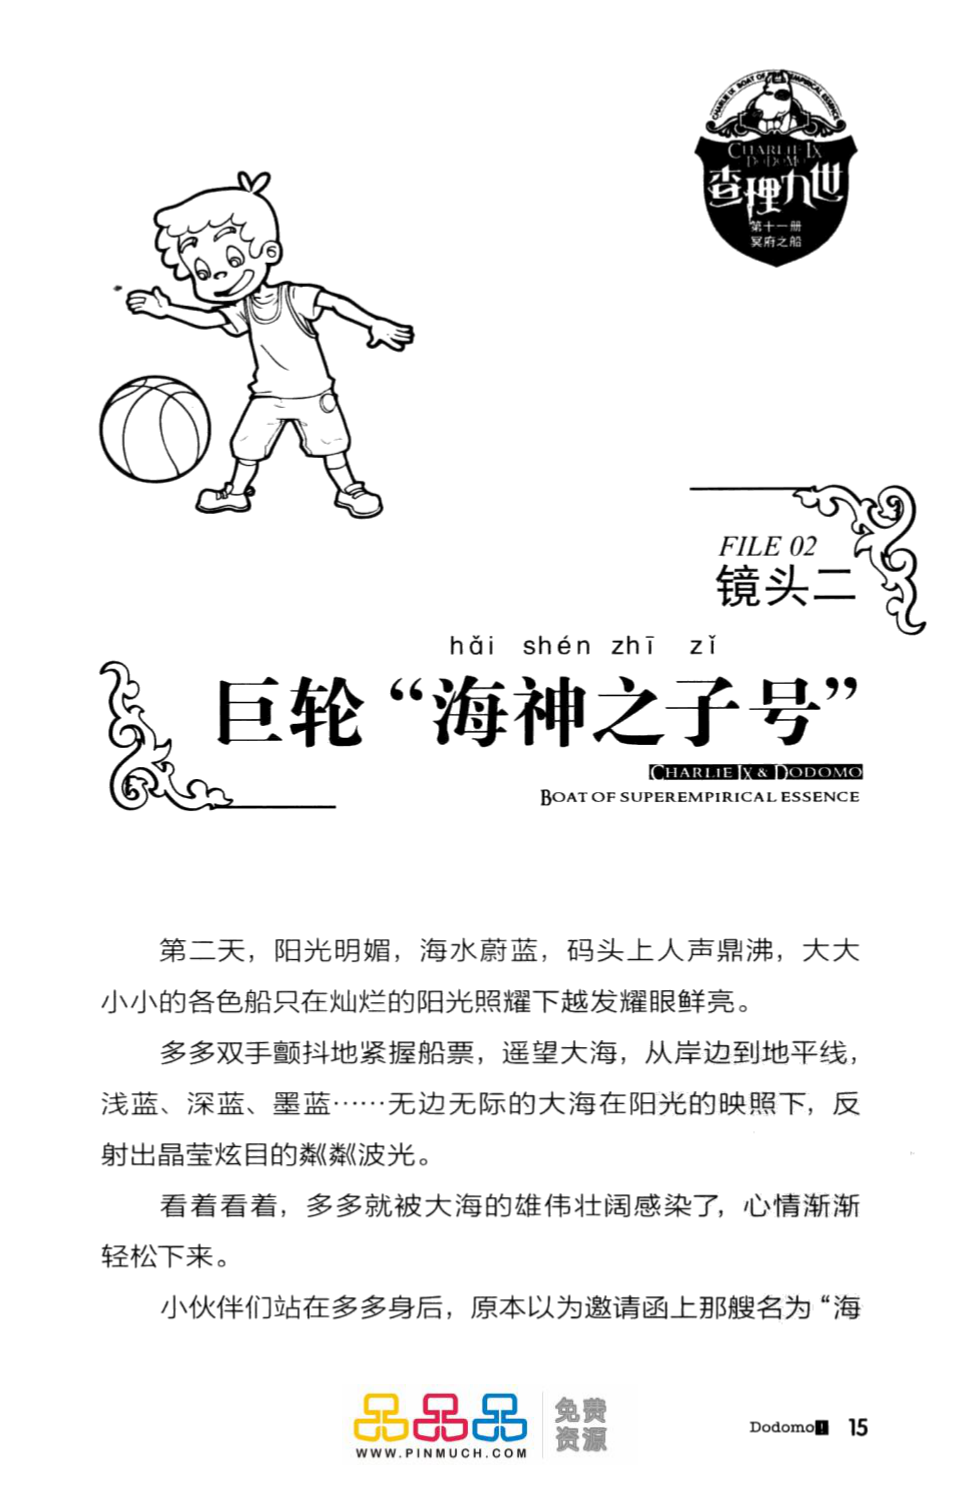 CHARLIE IX BOAT OF SUPEREMPIRICAL ESSENCE
CHARLIE IX
DODOMO
查理九世
第十一册
冥府之船
FILE 02
镜头二
hǎi shén zhī zǐ
巨轮“海神之子号”
CHARLIE IX & DODOMO
BOAT OF SUPEREMPIRICAL ESSENCE
第二天，阳光明媚，海水蔚蓝，码头上人声鼎沸，大大
小小的各色船只在灿烂的阳光照耀下越发耀眼鲜亮。
多多双手颤抖地紧握船票，遥望大海，从岸边到地平线，
浅蓝、深蓝、墨蓝……无边无际的大海在阳光的映照下，反
射出晶莹炫目的粼粼波光。
看着看着，多多就被大海的雄伟壮阔感染了，心情渐渐
轻松下来。
小伙伴们站在多多身后，原本以为邀请函上那艘名为“海
品品品
WWW.PINMUCH.COM
免费
资源
Dodomo! 15